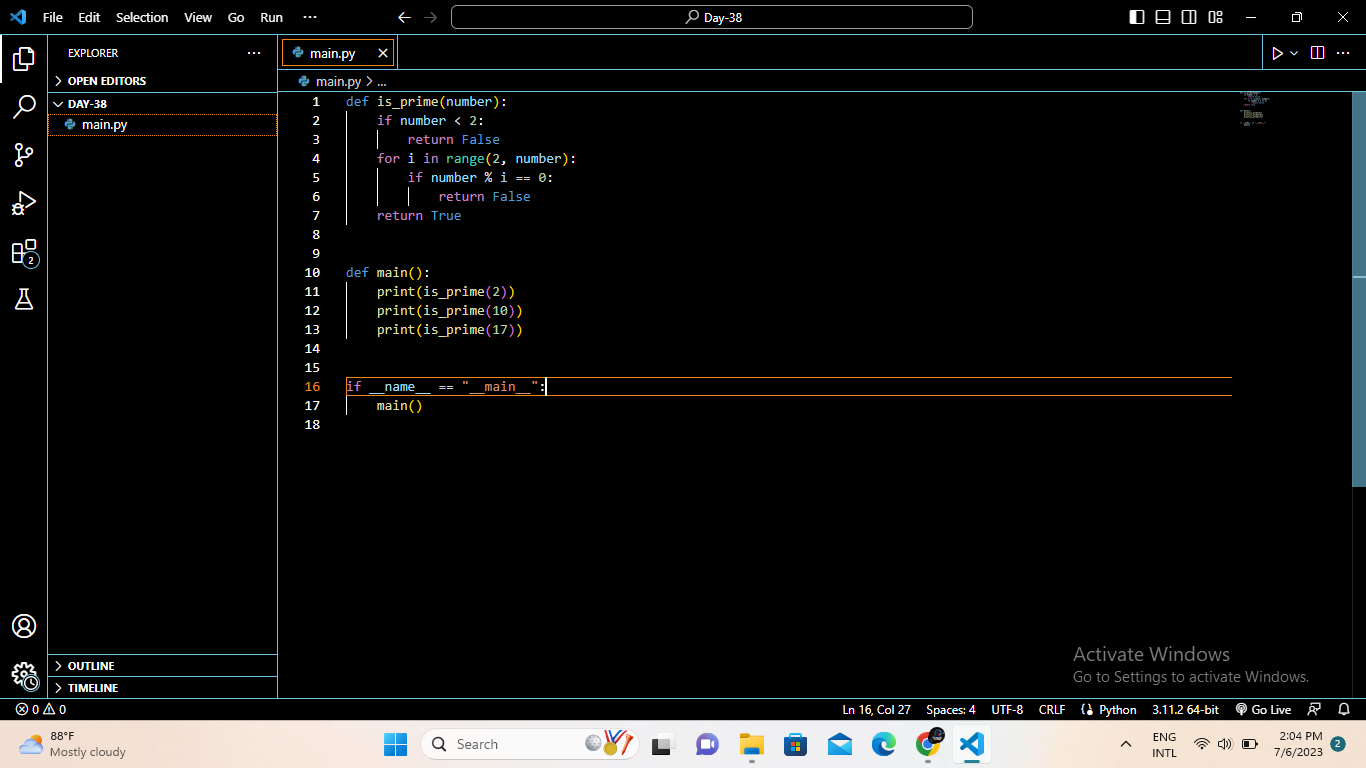 File Edit Selection View Go Run ···
Day-38
EXPLORER ···
OPEN EDITORS
DAY-38
main.py
main.py
main.py > ...
1 def is_prime(number):
2     if number < 2:
3         return False
4     for i in range(2, number):
5         if number % i == 0:
6             return False
7     return True
8
9
10 def main():
11     print(is_prime(2))
12     print(is_prime(10))
13     print(is_prime(17))
14
15
16 if __name__ == "__main__":
17     main()
18
2
OUTLINE
TIMELINE
Activate Windows
Go to Settings to activate Windows.
0 0 Ln 16, Col 27 Spaces: 4 UTF-8 CRLF Python 3.11.2 64-bit Go Live
88°F
Mostly cloudy
Search
ENG
INTL
2:04 PM
7/6/2023
2